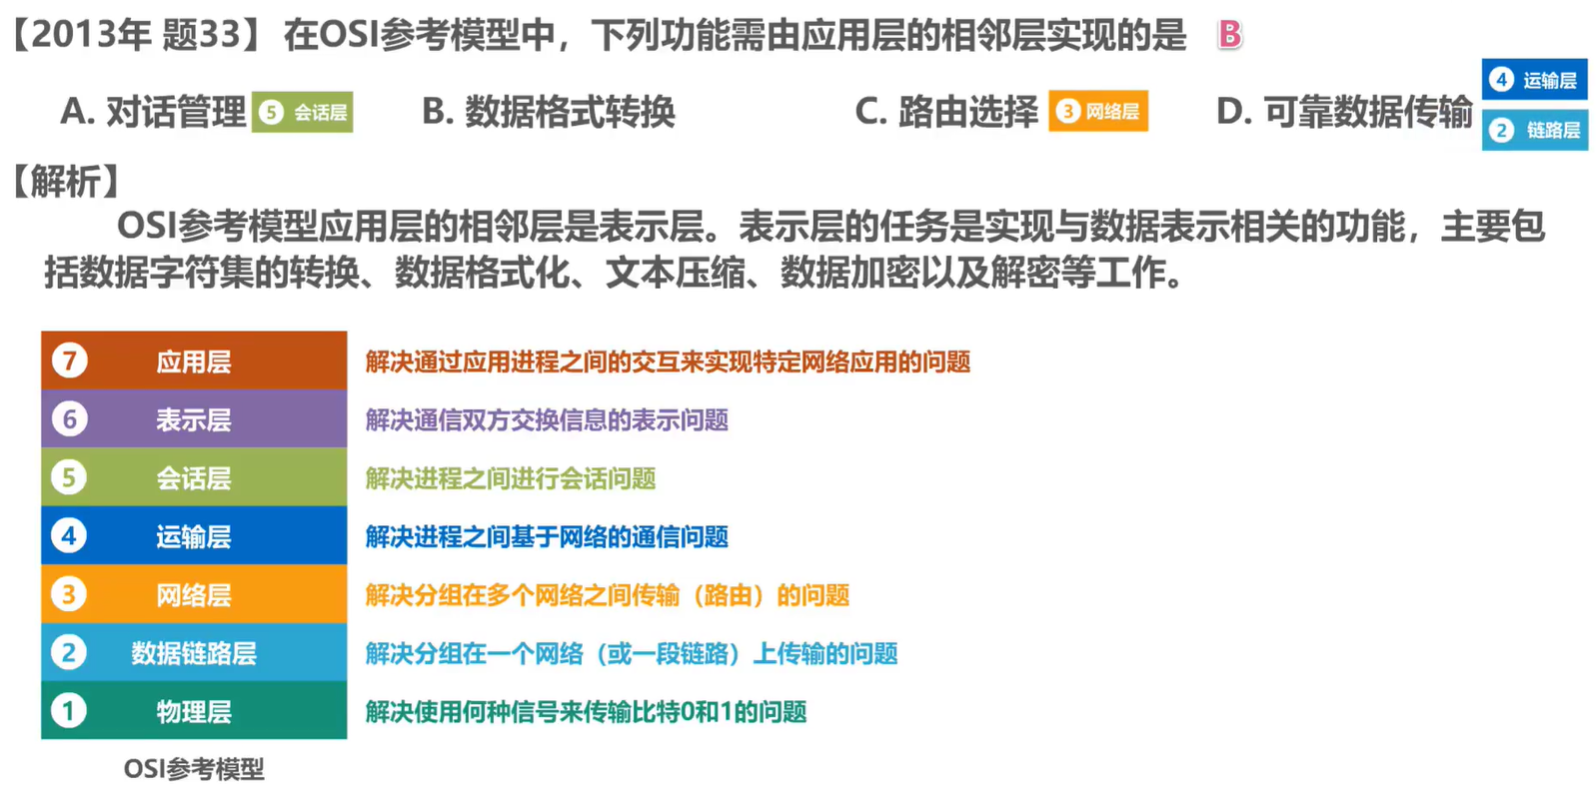 【2013年 题33】 在OSI参考模型中，下列功能需由应用层的相邻层实现的是 B
A. 对话管理 5 会话层 B. 数据格式转换 C. 路由选择 3 网络层 D. 可靠数据传输 4 运输层 2 链路层
【解析】
OSI参考模型应用层的相邻层是表示层。表示层的任务是实现与数据表示相关的功能，主要包
括数据字符集的转换、数据格式化、文本压缩、数据加密以及解密等工作。
7 应用层 解决通过应用进程之间的交互来实现特定网络应用的问题
6 表示层 解决通信双方交换信息的表示问题
5 会话层 解决进程之间进行会话问题
4 运输层 解决进程之间基于网络的通信问题
3 网络层 解决分组在多个网络之间传输（路由）的问题
2 数据链路层 解决分组在一个网络（或一段链路）上传输的问题
1 物理层 解决使用何种信号来传输比特0和1的问题
OSI参考模型